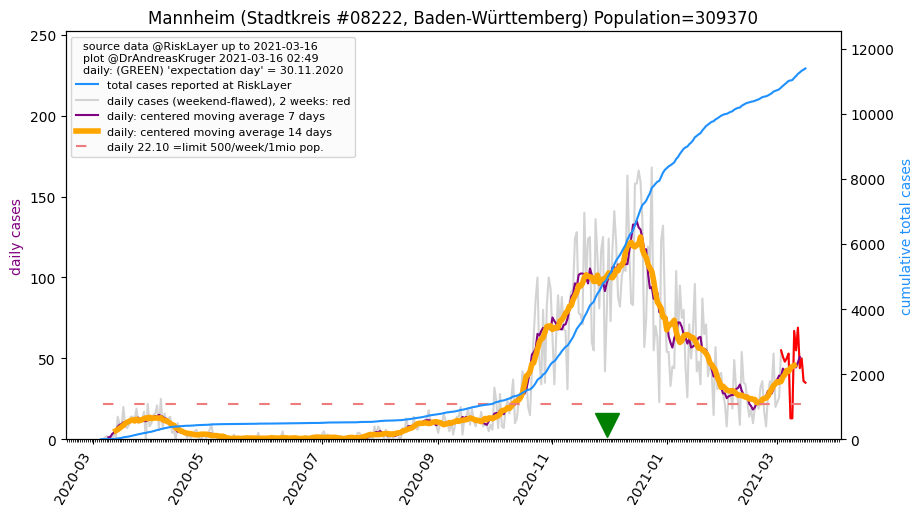 Mannheim (Stadtkreis #08222, Baden-Württemberg) Population=309370
source data @RiskLayer up to 2021-03-16
plot @DrAndreasKruger 2021-03-16 02:49
daily: (GREEN) 'expectation day' = 30.11.2020
total cases reported at RiskLayer
daily cases (weekend-flawed), 2 weeks: red
daily: centered moving average 7 days
daily: centered moving average 14 days
daily 22.10 =limit 500/week/1mio pop.
daily cases
250
200
150
100
50
0
12000
10000
8000
6000
4000
2000
0
cumulative total cases
2020-03
2020-05
2020-07
2020-09
2020-11
2021-01
2021-03